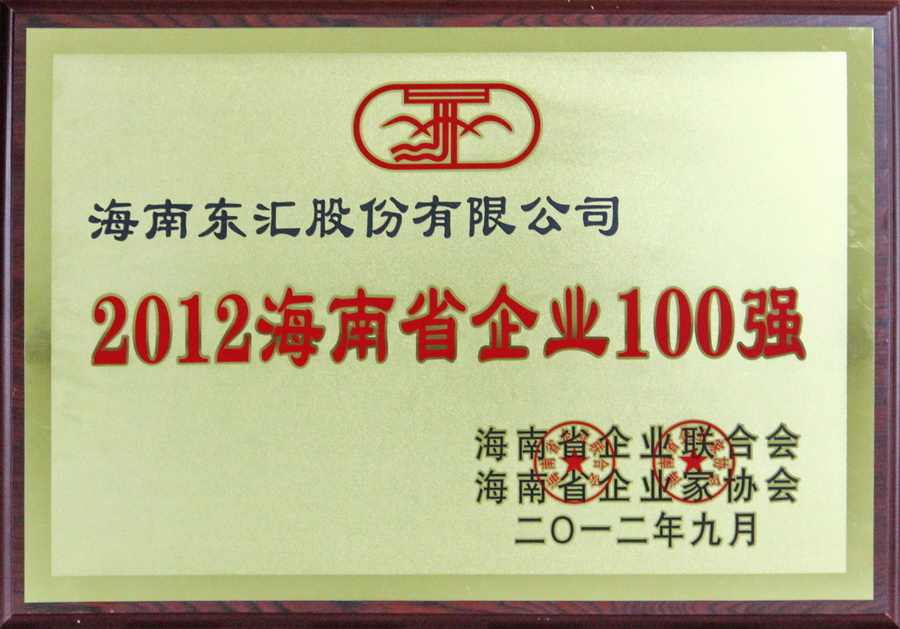 海南东汇股份有限公司
2012海南省企业100强
海南省企业联合会
海南省企业家协会
二〇一二年九月